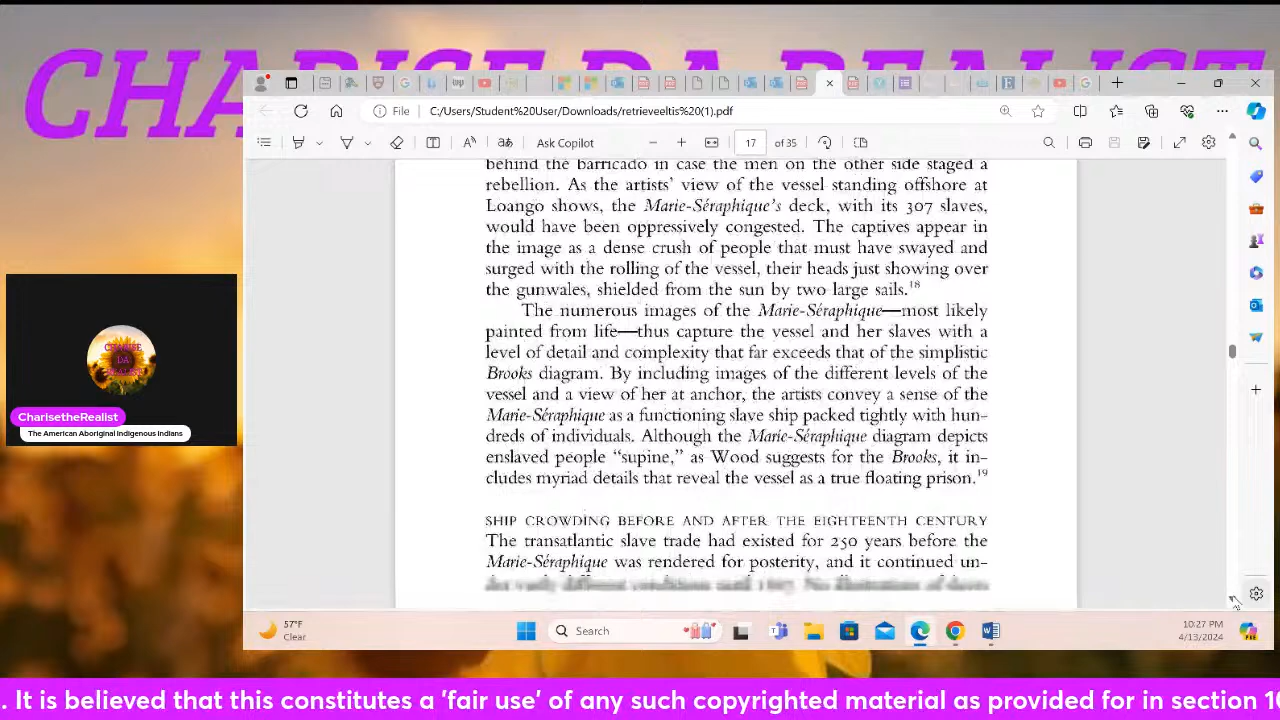 CHARISE DA REALIST
File
C:/Users/Student%20User/Downloads/retrieveeltis%20(1).pdf
Ask Copilot
17
of 35
behind the barricado in case the men on the other side staged a
rebellion. As the artists' view of the vessel standing offshore at
Loango shows, the Marie-Séraphique's deck, with its 307 slaves,
would have been oppressively congested. The captives appear in
the image as a dense crush of people that must have swayed and
surged with the rolling of the vessel, their heads just showing over
the gunwales, shielded from the sun by two large sails.18
The numerous images of the Marie-Séraphique—most likely
painted from life—thus capture the vessel and her slaves with a
level of detail and complexity that far exceeds that of the simplistic
Brooks diagram. By including images of the different levels of the
vessel and a view of her at anchor, the artists convey a sense of the
Marie-Séraphique as a functioning slave ship packed tightly with hun-
dreds of individuals. Although the Marie-Séraphique diagram depicts
enslaved people “supine,” as Wood suggests for the Brooks, it in-
cludes myriad details that reveal the vessel as a true floating prison.19
SHIP CROWDING BEFORE AND AFTER THE EIGHTEENTH CENTURY
The transatlantic slave trade had existed for 250 years before the
Marie-Séraphique was rendered for posterity, and it continued un-
CHARISE
DA
REALIST
CharisetheRealist
The American Aboriginal Indigenous Indians
57°F
Clear
Search
10:27 PM
4/13/2024
. It is believed that this constitutes a 'fair use' of any such copyrighted material as provided for in section 10